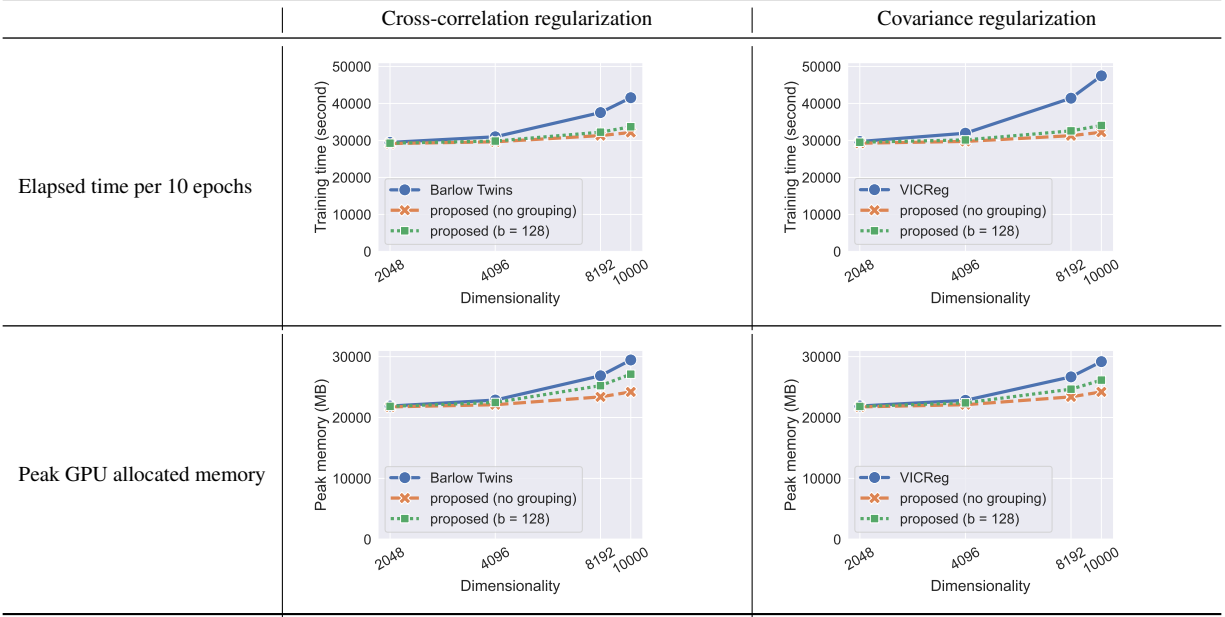 Cross-correlation regularization
Covariance regularization
Elapsed time per 10 epochs
Training time (second)
50000
40000
30000
20000
10000
0
Barlow Twins
proposed (no grouping)
proposed (b = 128)
2048
4096
8192
10000
Dimensionality
Training time (second)
50000
40000
30000
20000
10000
0
VICReg
proposed (no grouping)
proposed (b = 128)
2048
4096
8192
10000
Dimensionality
Peak GPU allocated memory
Peak memory (MB)
30000
20000
10000
0
Barlow Twins
proposed (no grouping)
proposed (b = 128)
2048
4096
8192
10000
Dimensionality
Peak memory (MB)
30000
20000
10000
0
VICReg
proposed (no grouping)
proposed (b = 128)
2048
4096
8192
10000
Dimensionality